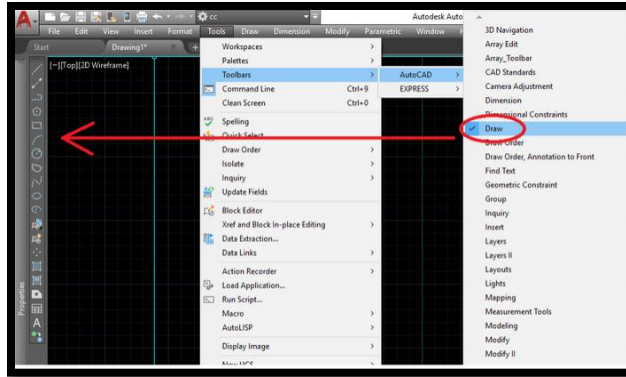 A
cc
Autodesk Auto
File Edit View Insert Format Tools Draw Dimension Modify Parametric Window
Start
Drawing1*
[−][Top][2D Wireframe]
Properties
A
Workspaces
Palettes
Toolbars
Command Line Ctrl+9
Clean Screen Ctrl+0
Spelling
Quick Select...
Draw Order
Isolate
Inquiry
Update Fields
Block Editor
Xref and Block In-place Editing
Data Extraction...
Data Links
Action Recorder
Load Application...
Run Script...
Macro
AutoLISP
Display Image
New UCS
AutoCAD
EXPRESS
3D Navigation
Array Edit
Array_Toolbar
CAD Standards
Camera Adjustment
Dimension
Dimensional Constraints
Draw
Draw Order
Draw Order, Annotation to Front
Find Text
Geometric Constraint
Group
Inquiry
Insert
Layers
Layers II
Layouts
Lights
Mapping
Measurement Tools
Modeling
Modify
Modify II